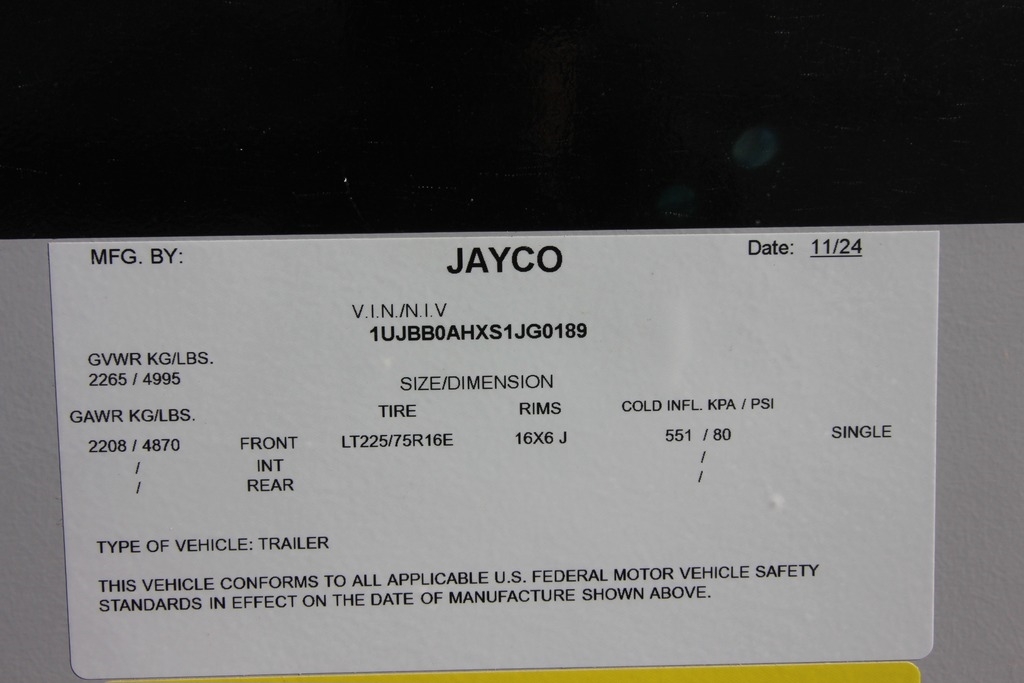 MFG. BY: JAYCO Date: 11/24
V.I.N./N.I.V
1UJBB0AHXS1JG0189
GVWR KG/LBS.
2265 / 4995
SIZE/DIMENSION
GAWR KG/LBS. TIRE RIMS COLD INFL. KPA / PSI
2208 / 4870 FRONT LT225/75R16E 16X6 J 551 / 80 SINGLE
/ INT /
/ REAR /
TYPE OF VEHICLE: TRAILER
THIS VEHICLE CONFORMS TO ALL APPLICABLE U.S. FEDERAL MOTOR VEHICLE SAFETY
STANDARDS IN EFFECT ON THE DATE OF MANUFACTURE SHOWN ABOVE.